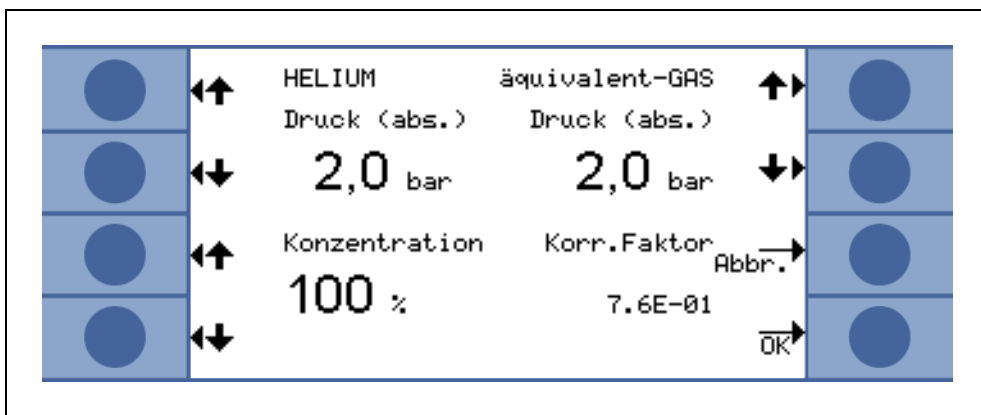 HELIUM äquivalent-GAS
Druck (abs.) Druck (abs.)
2,0 bar 2,0 bar
Konzentration Korr.Faktor
Abbr.
100 % 7.6E-01
OK